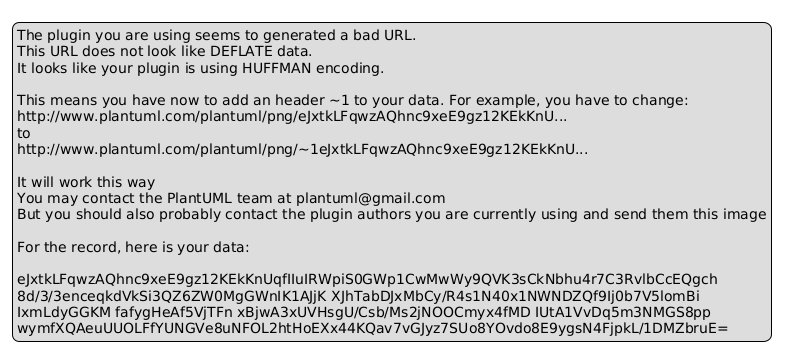 The plugin you are using seems to generated a bad URL.
This URL does not look like DEFLATE data.
It looks like your plugin is using HUFFMAN encoding.
This means you have now to add an header ~1 to your data. For example, you have to change:
http://www.plantuml.com/plantuml/png/eJxtkLFqwzAQhnc9xeE9gz12KEkKnU...
to
http://www.plantuml.com/plantuml/png/~1eJxtkLFqwzAQhnc9xeE9gz12KEkKnU...
It will work this way
You may contact the PlantUML team at plantuml@gmail.com
But you should also probably contact the plugin authors you are currently using and send them this image
For the record, here is your data:
eJxtkLFqwzAQhnc9xeE9gz12KEkKnUqfIIuIRWpiS0GWp1CwMwWy9QVK3sCkNbhu4r7C3RvlbCcEQgch
8d/3/3enceqkdVkSi3QZ6ZW0MgGWnIK1AJjK XJhTabDJxMbCy/R4s1N40x1NWNDZQf9Ij0b7V5lomBi
IxmLdyGGKM fafygHeAf5VjTFn xBjwA3xUVHsgU/Csb/Ms2jNOOCmyx4fMD IUtA1VvDq5m3NMGS8pp
wymfXQAeuUUOLFfYUNGVe8uNFOL2htHoEXx44KQav7vGJyz7SUo8YOvdo8E9ygsN4FjpkL/1DMZbruE=